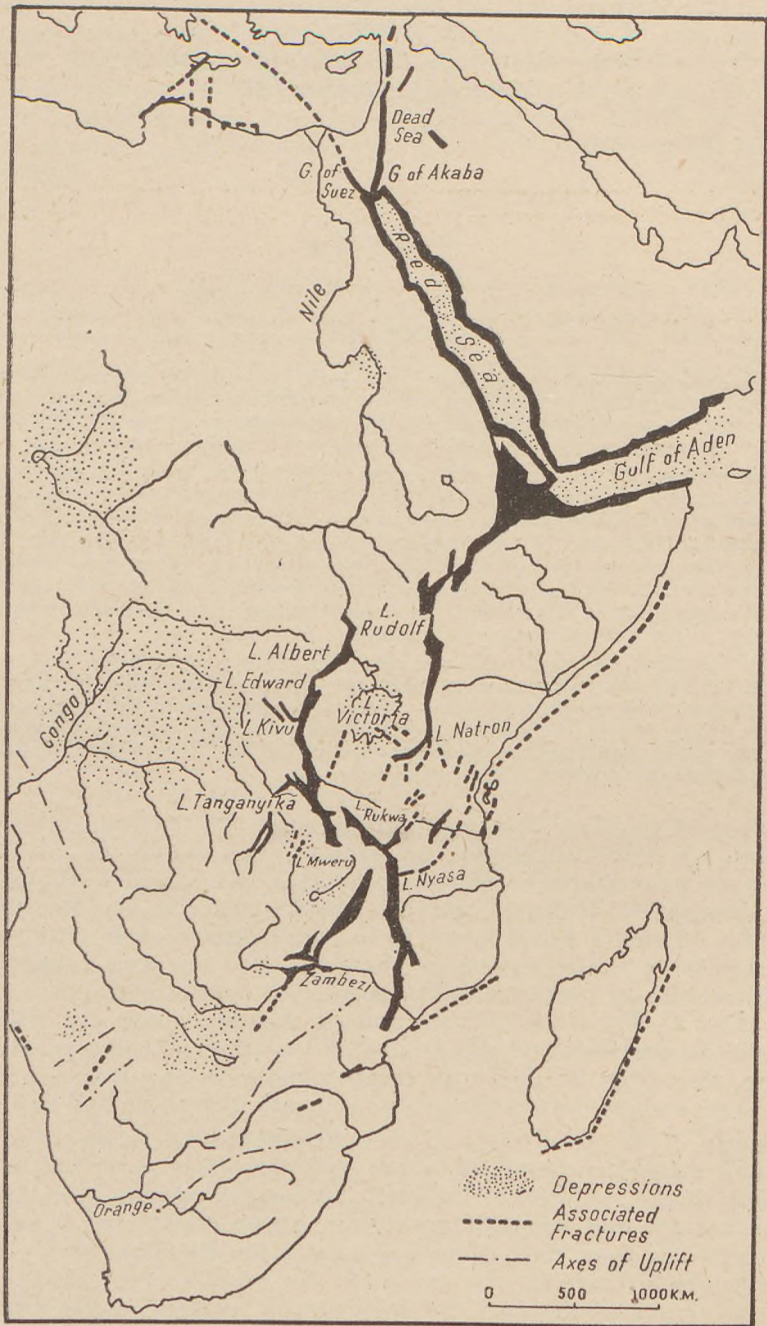 Dead
Sea
G. of
Suez
G of Akaba
Red Sea
Nile
Gulf of Aden
L.
Rudolf
L. Albert
L. Edward
L.
Victoria
L. Kivu
L. Natron
Congo
L. Tanganyika
L.
Rukwa
L. Mweru
L. Nyasa
Zambezi
Orange
Depressions
Associated
Fractures
Axes of Uplift
0 500 1000K.M.